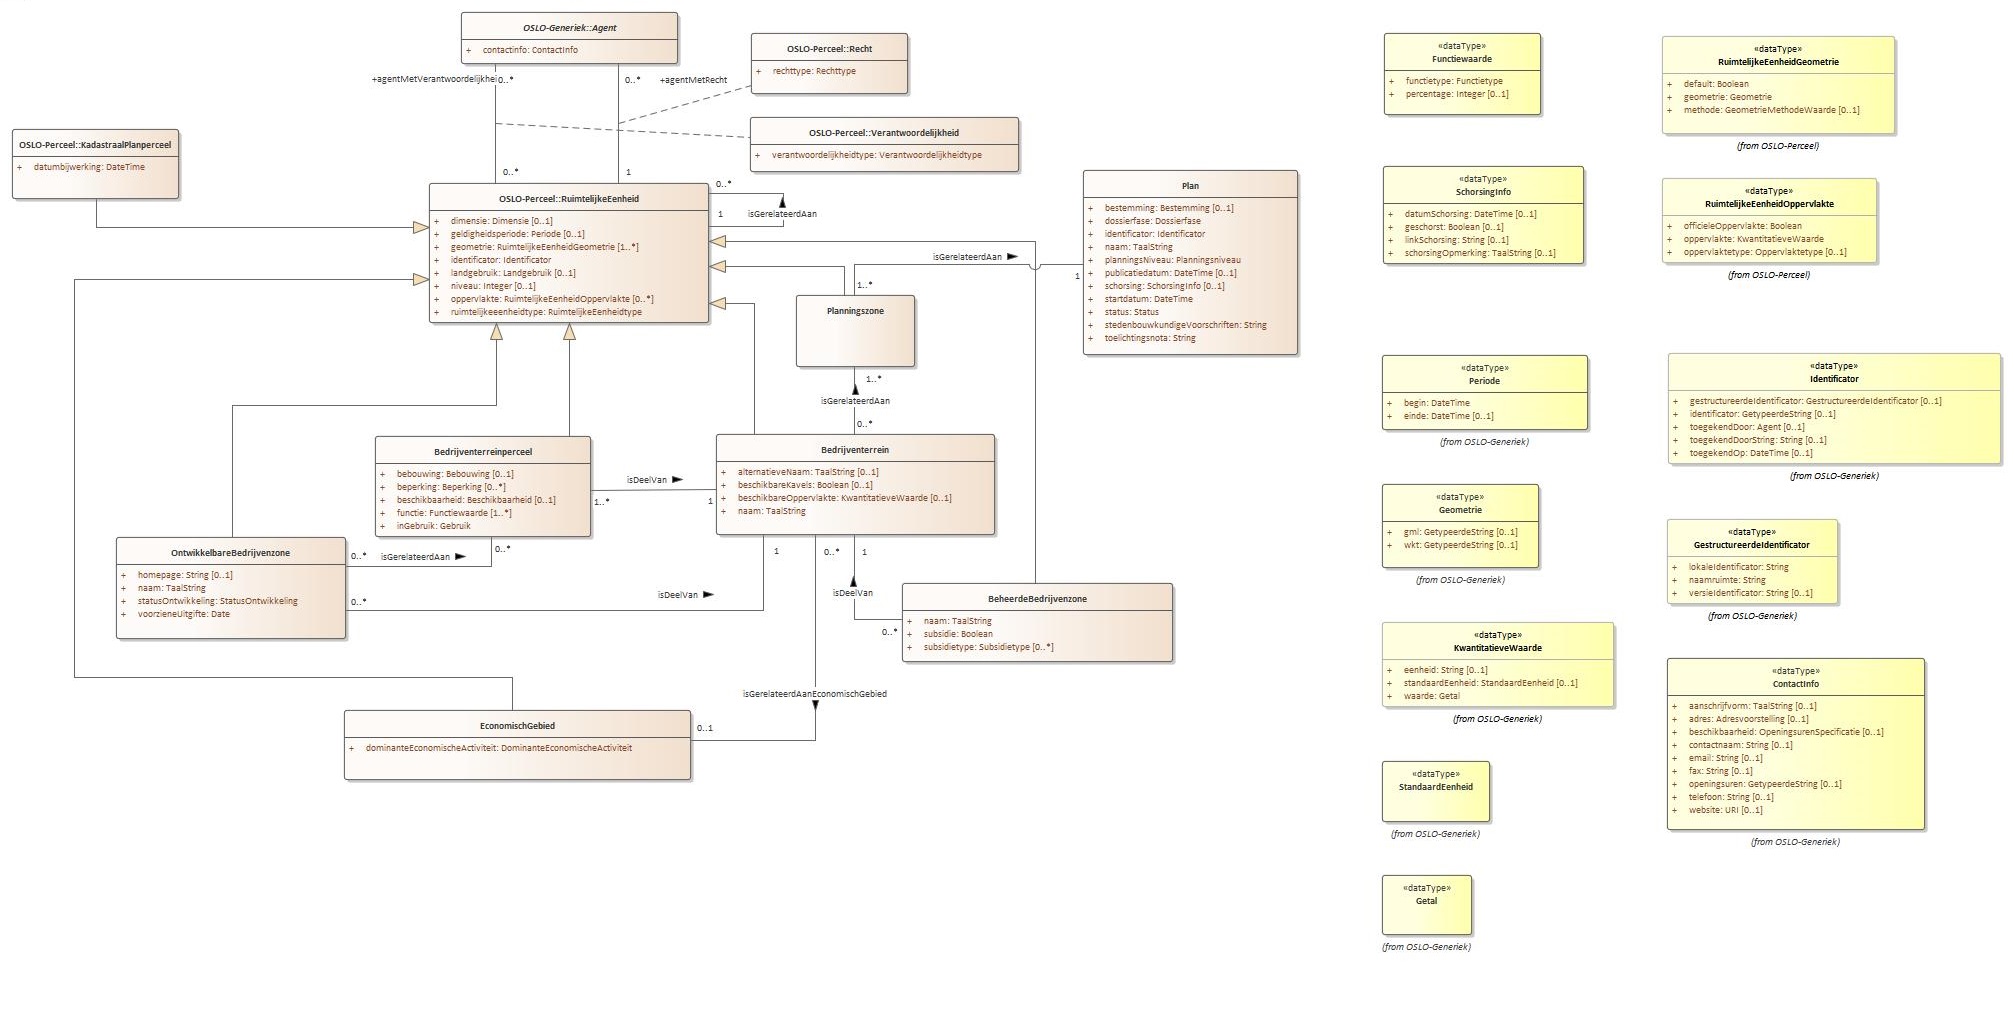 OSLO-Generiek::Agent
+ contactinfo: ContactInfo
+agentMetVerantwoordelijkhei
0..*
0..*
+agentMetRecht
OSLO-Perceel::Recht
+ rechttype: Rechttype
OSLO-Perceel::Verantwoordelijkheid
+ verantwoordelijkheidtype: Verantwoordelijkheidtype
OSLO-Perceel::KadastraalPlanperceel
+ datumbijwerking: DateTime
0..*
1
OSLO-Perceel::RuimtelijkeEenheid
+ dimensie: Dimensie [0..1]
+ geldigheidsperiode: Periode [0..1]
+ geometrie: RuimtelijkeEenheidGeometrie [1..*]
+ identificator: Identificator
+ landgebruik: Landgebruik [0..1]
+ niveau: Integer [0..1]
+ oppervlakte: RuimtelijkeEenheidOppervlakte [0..*]
+ ruimtelijkeeenheidtype: RuimtelijkeEenheidtype
0..*
1
isGerelateerdAan
Plan
+ bestemming: Bestemming [0..1]
+ dossierfase: Dossierfase
+ identificator: Identificator
+ naam: TaalString
+ planningsNiveau: Planningsniveau
+ publicatiedatum: DateTime [0..1]
+ schorsing: SchorsingInfo [0..1]
+ startdatum: DateTime
+ status: Status
+ stedenbouwkundigeVoorschriften: String
+ toelichtingsnota: String
isGerelateerdAan
1
1..*
Planningszone
1..*
isGerelateerdAan
0..*
Bedrijventerreinperceel
+ bebouwing: Bebouwing [0..1]
+ beperking: Beperking [0..*]
+ beschikbaarheid: Beschikbaarheid [0..1]
+ functie: Functiewaarde [1..*]
+ inGebruik: Gebruik
isDeelVan
1..*
1
Bedrijventerrein
+ alternatieveNaam: TaalString [0..1]
+ beschikbareKavels: Boolean [0..1]
+ beschikbareOppervlakte: KwantitatieveWaarde [0..1]
+ naam: TaalString
OntwikkelbareBedrijvenzone
+ homepage: String [0..1]
+ naam: TaalString
+ statusOntwikkeling: StatusOntwikkeling
+ voorzieneUitgifte: Date
0..*
isGerelateerdAan
0..*
0..*
isDeelVan
1
0..*
1
isDeelVan
0..*
BeheerdeBedrijvenzone
+ naam: TaalString
+ subsidie: Boolean
+ subsidietype: Subsidietype [0..*]
isGerelateerdAanEconomischGebied
0..1
EconomischGebied
+ dominanteEconomischeActiviteit: DominanteEconomischeActiviteit
«dataType»
Functiewaarde
+ functietype: Functietype
+ percentage: Integer [0..1]
«dataType»
RuimtelijkeEenheidGeometrie
+ default: Boolean
+ geometrie: Geometrie
+ methode: GeometrieMethodeWaarde [0..1]
(from OSLO-Perceel)
«dataType»
SchorsingInfo
+ datumSchorsing: DateTime [0..1]
+ geschorst: Boolean [0..1]
+ linkSchorsing: String [0..1]
+ schorsingOpmerking: TaalString [0..1]
«dataType»
RuimtelijkeEenheidOppervlakte
+ officieleOppervlakte: Boolean
+ oppervlakte: KwantitatieveWaarde
+ oppervlaktetype: Oppervlaktetype [0..1]
(from OSLO-Perceel)
«dataType»
Periode
+ begin: DateTime
+ einde: DateTime [0..1]
(from OSLO-Generiek)
«dataType»
Identificator
+ gestructureerdeIdentificator: GestructureerdeIdentificator [0..1]
+ identificator: GetypeerdeString [0..1]
+ toegekendDoor: Agent [0..1]
+ toegekendDoorString: String [0..1]
+ toegekendOp: DateTime [0..1]
(from OSLO-Generiek)
«dataType»
Geometrie
+ gml: GetypeerdeString [0..1]
+ wkt: GetypeerdeString [0..1]
(from OSLO-Generiek)
«dataType»
GestructureerdeIdentificator
+ lokaleIdentificator: String
+ naamruimte: String
+ versieIdentificator: String [0..1]
(from OSLO-Generiek)
«dataType»
KwantitatieveWaarde
+ eenheid: String [0..1]
+ standaardEenheid: StandaardEenheid [0..1]
+ waarde: Getal
(from OSLO-Generiek)
«dataType»
ContactInfo
+ aanschrijfvorm: TaalString [0..1]
+ adres: Adresvoorstelling [0..1]
+ beschikbaarheid: OpeningsurenSpecificatie [0..1]
+ contactnaam: String [0..1]
+ email: String [0..1]
+ fax: String [0..1]
+ openingsuren: GetypeerdeString [0..1]
+ telefoon: String [0..1]
+ website: URI [0..1]
(from OSLO-Generiek)
«dataType»
StandaardEenheid
(from OSLO-Generiek)
«dataType»
Getal
(from OSLO-Generiek)